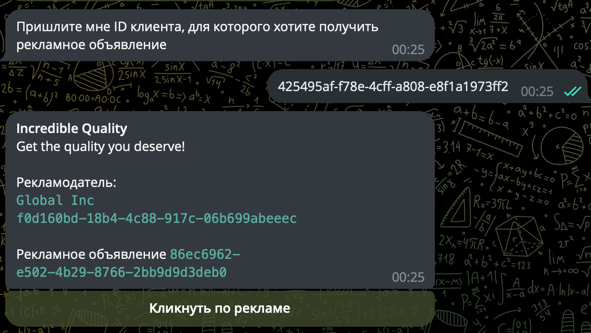 Пришлите мне ID клиента, для которого хотите получить
рекламное объявление
00:25
425495af-f78e-4cff-a808-e8f1a1973ff2 00:25
Incredible Quality
Get the quality you deserve!
Рекламодатель:
Global Inc
f0d160bd-18b4-4c88-917c-06b699abeeec
Рекламное объявление 86ec6962-
e502-4b29-8766-2bb9d9d3deb0
00:25
Кликнуть по рекламе